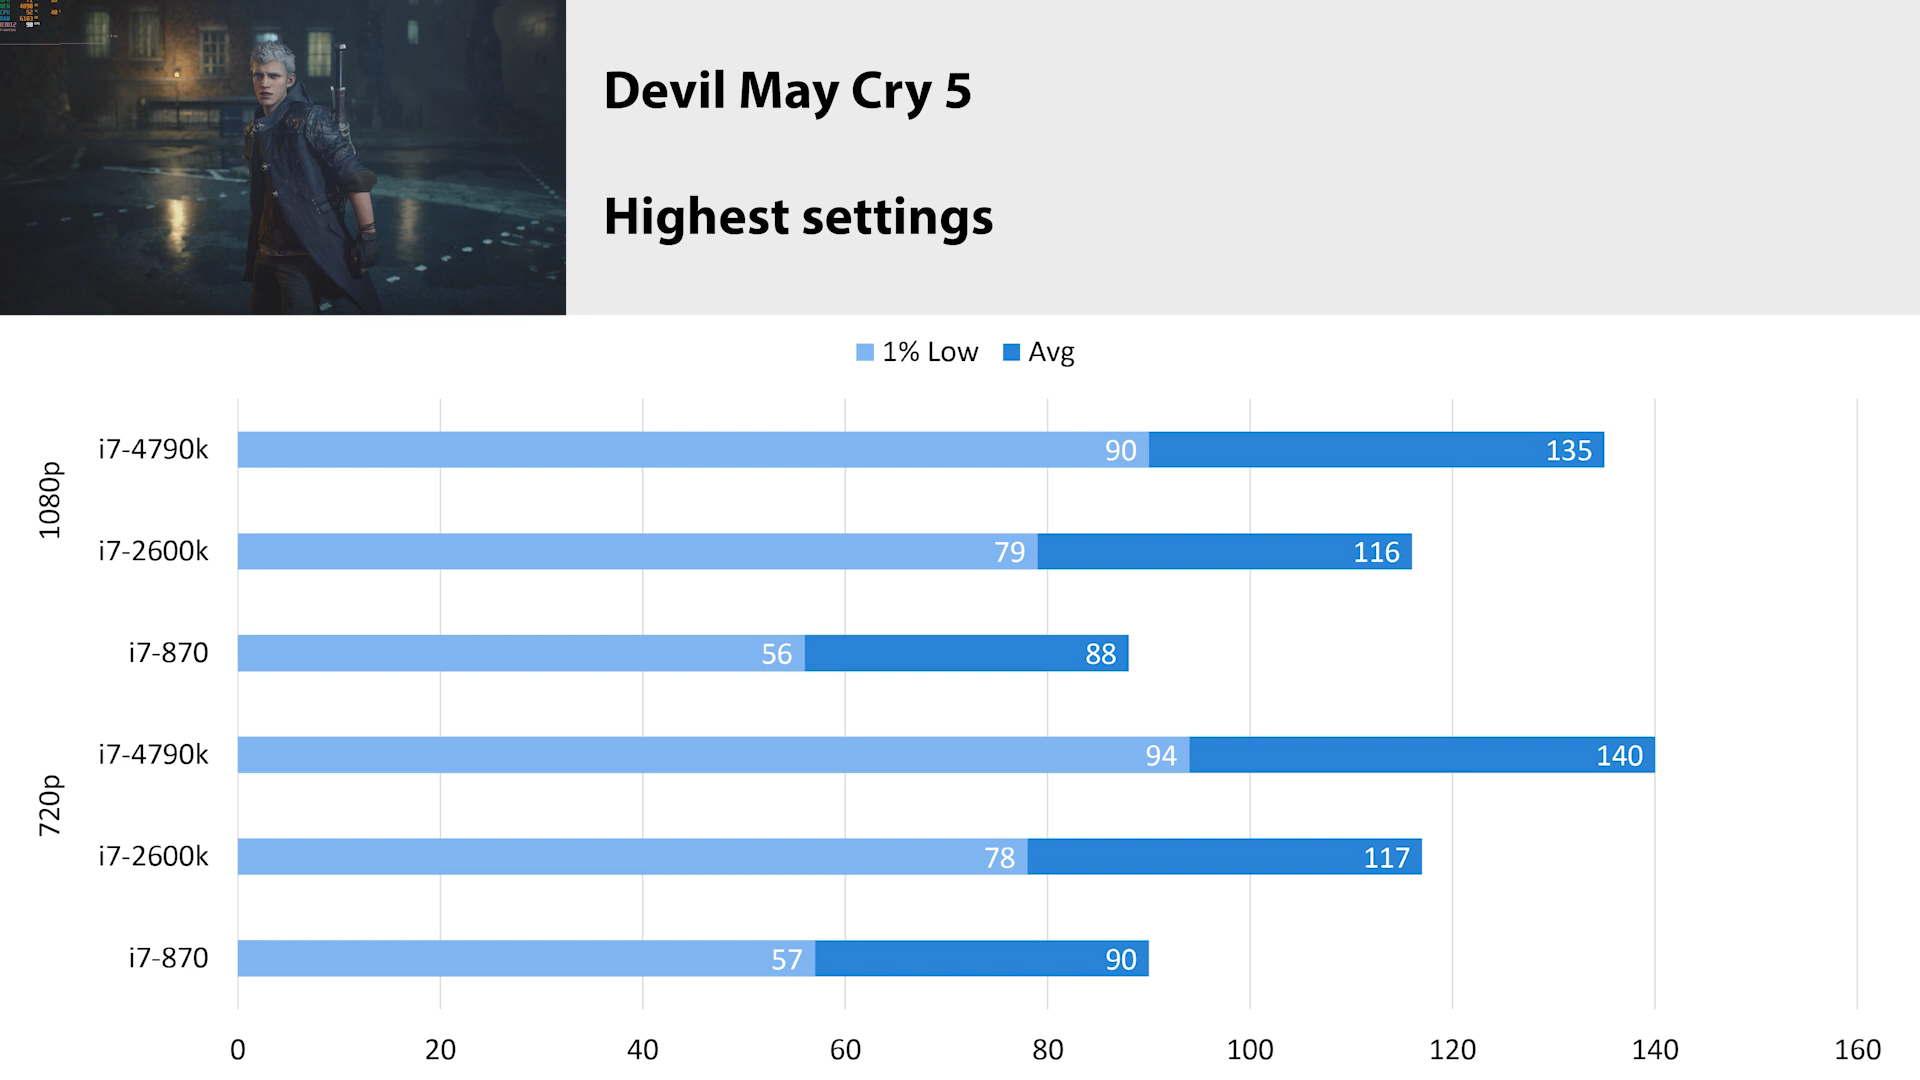 Devil May Cry 5
Highest settings
1% Low Avg
1080p
i7-4790k 90 135
i7-2600k 79 116
i7-870 56 88
720p
i7-4790k 94 140
i7-2600k 78 117
i7-870 57 90
0 20 40 60 80 100 120 140 160